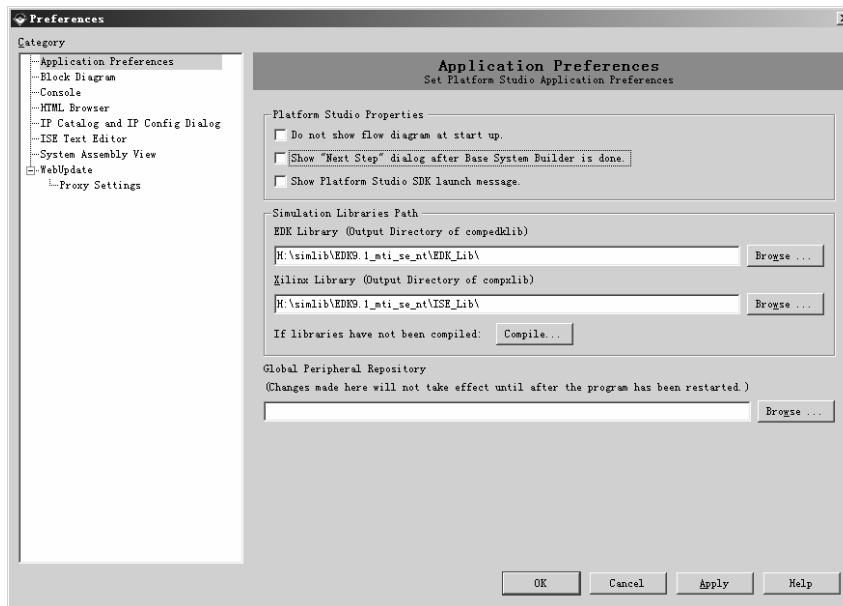 Preferences
Category
Application Preferences
Block Diagram
Console
HTML Browser
IP Catalog and IP Config Dialog
ISE Text Editor
System Assembly View
WebUpdate
Proxy Settings
Application Preferences
Set Platform Studio Application Preferences
Platform Studio Properties
Do not show flow diagram at start up.
Show "Next Step" dialog after Base System Builder is done.
Show Platform Studio SDK launch message.
Simulation Libraries Path
EDK Library (Output Directory of compedklib)
H:\simlib\EDK9.1_mti_se_nt\EDK_Lib\
Browse ...
Xilinx Library (Output Directory of compxlib)
H:\simlib\EDK9.1_mti_se_nt\ISE_Lib\
Browse ...
If libraries have not been compiled:
Compile...
Global Peripheral Repository
(Changes made here will not take effect until after the program has been restarted.)
Browse ...
OK
Cancel
Apply
Help